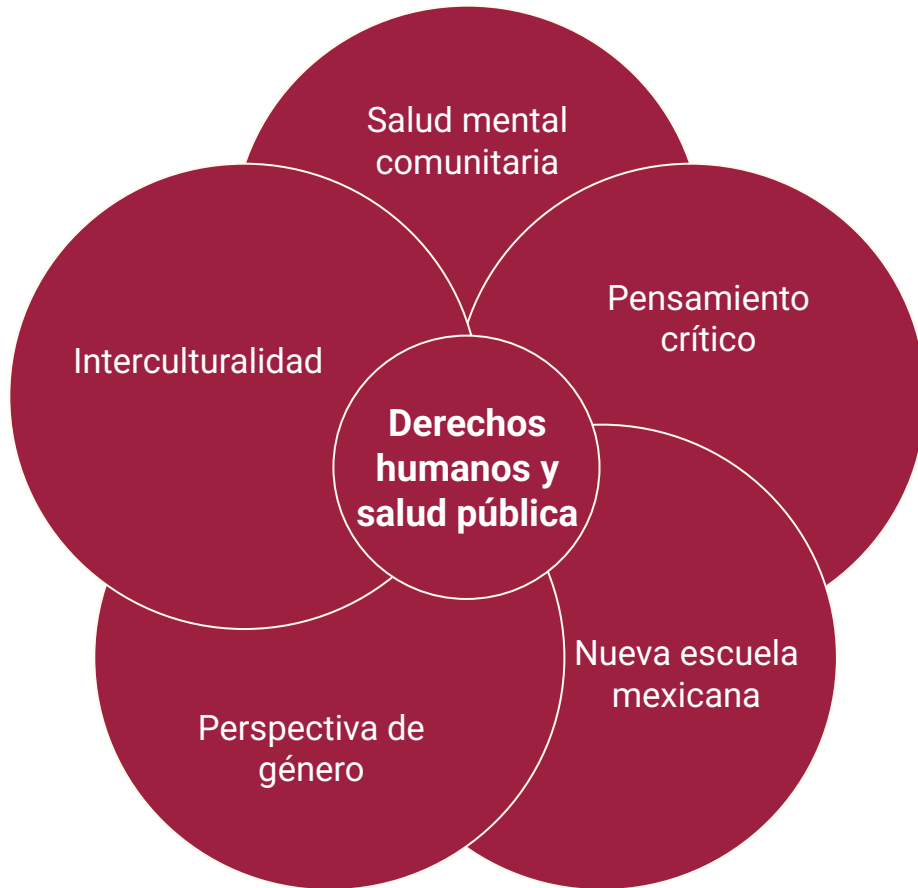 Salud mental
comunitaria
Pensamiento
crítico
Interculturalidad
Derechos
humanos y
salud pública
Nueva escuela
mexicana
Perspectiva de
género